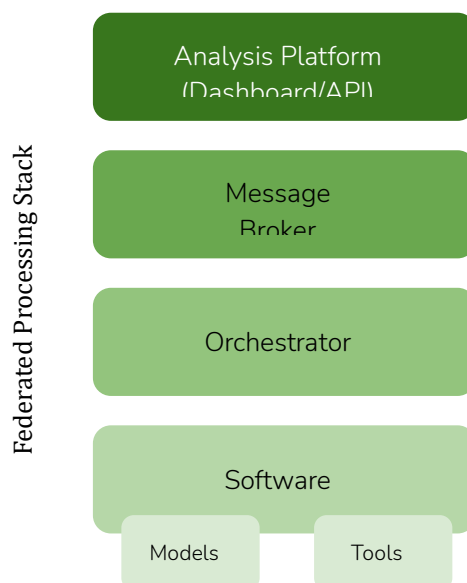 Federated Processing Stack
Analysis Platform
(Dashboard/API)
Message
Broker
Orchestrator
Software
Models
Tools